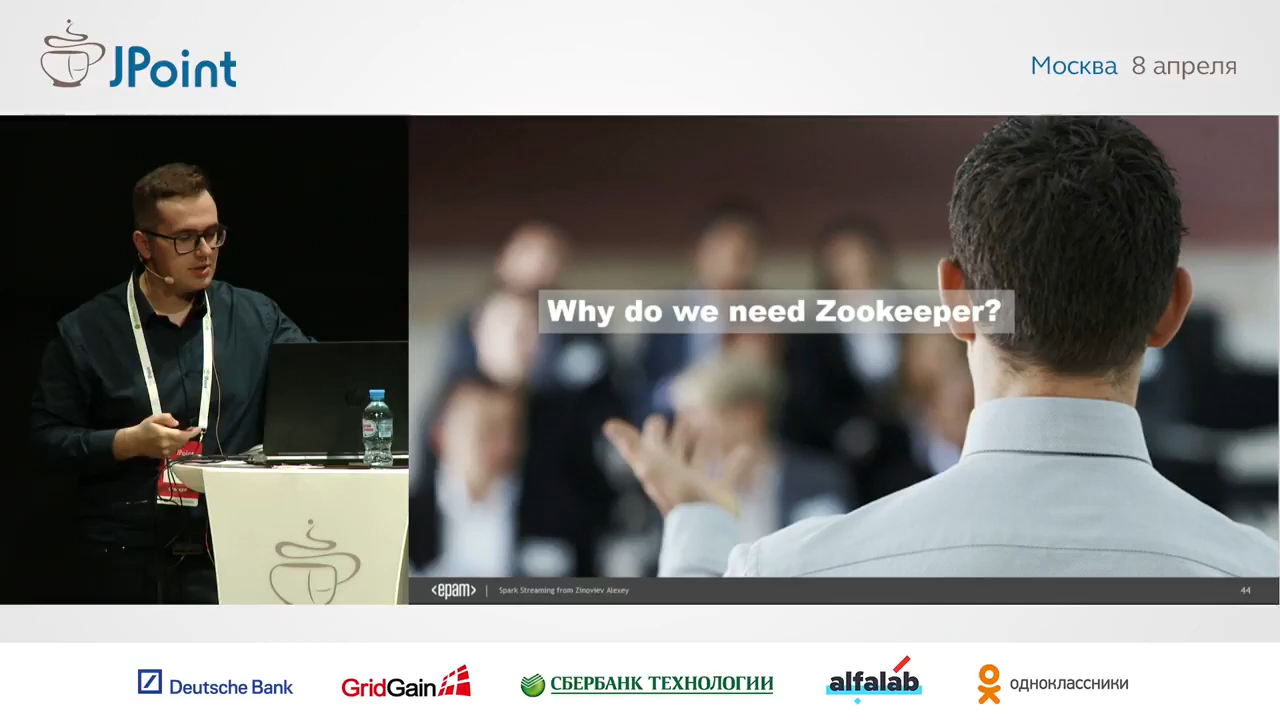 JPoint
Москва 8 апреля
Why do we need Zookeeper?
JPoint
<epam> | Spark Streaming from Zinoviev Alexey
44
Deutsche Bank
GridGain
СБЕРБАНК ТЕХНОЛОГИИ
alfalab
одноклассники